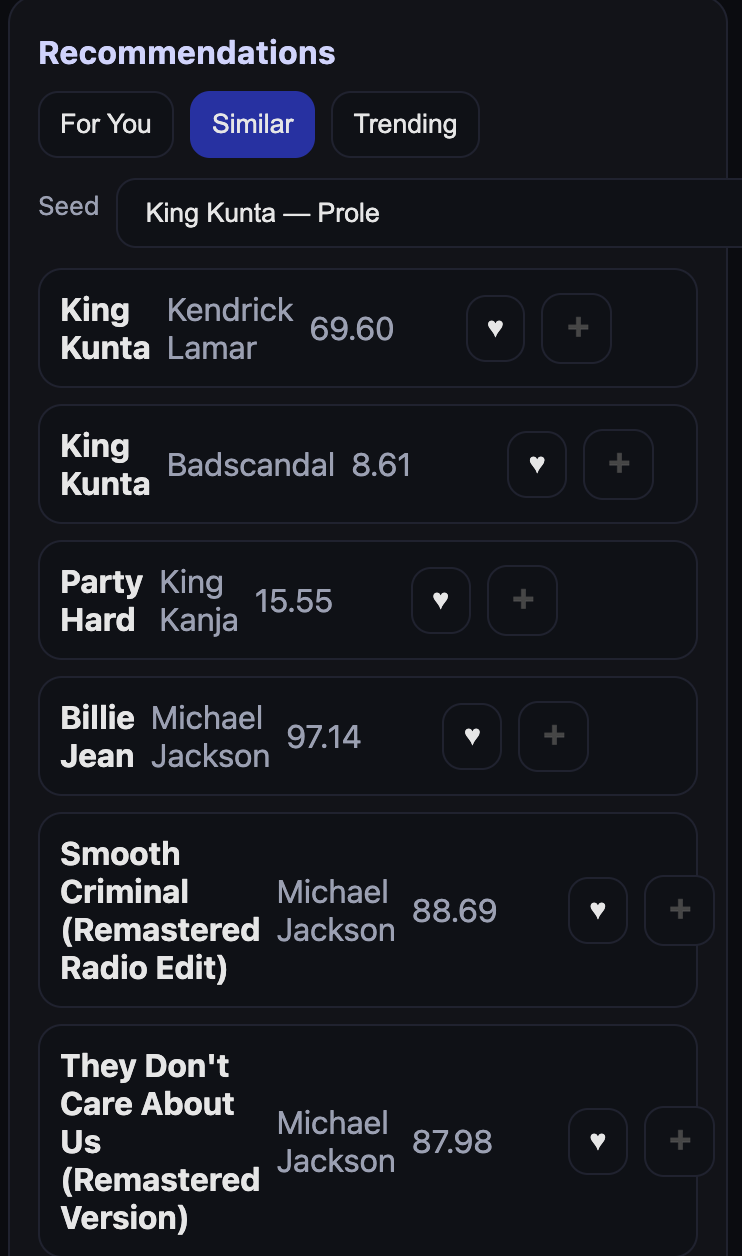 Recommendations
For You Similar Trending
Seed King Kunta — Prole
King Kendrick
Kunta Lamar 69.60 ♥ +
King
Kunta Badscandal 8.61 ♥ +
Party King
Hard Kanja 15.55 ♥ +
Billie Michael
Jean Jackson 97.14 ♥ +
Smooth
Criminal
(Remastered
Radio Edit)
Michael
Jackson
88.69 ♥ +
They Don't
Care About
Us
(Remastered
Version)
Michael
Jackson
87.98 ♥ +